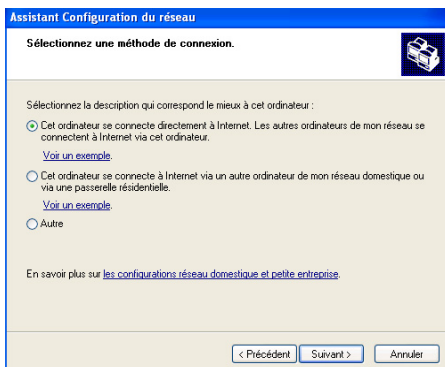 Assistant Configuration du réseau
Sélectionnez une méthode de connexion.
Sélectionnez la description qui correspond le mieux à cet ordinateur :
Cet ordinateur se connecte directement à Internet. Les autres ordinateurs de mon réseau se
connectent à Internet via cet ordinateur.
Voir un exemple.
Cet ordinateur se connecte à Internet via un autre ordinateur de mon réseau domestique ou
via une passerelle résidentielle.
Voir un exemple.
Autre
En savoir plus sur les configurations réseau domestique et petite entreprise.
< Précédent Suivant > Annuler